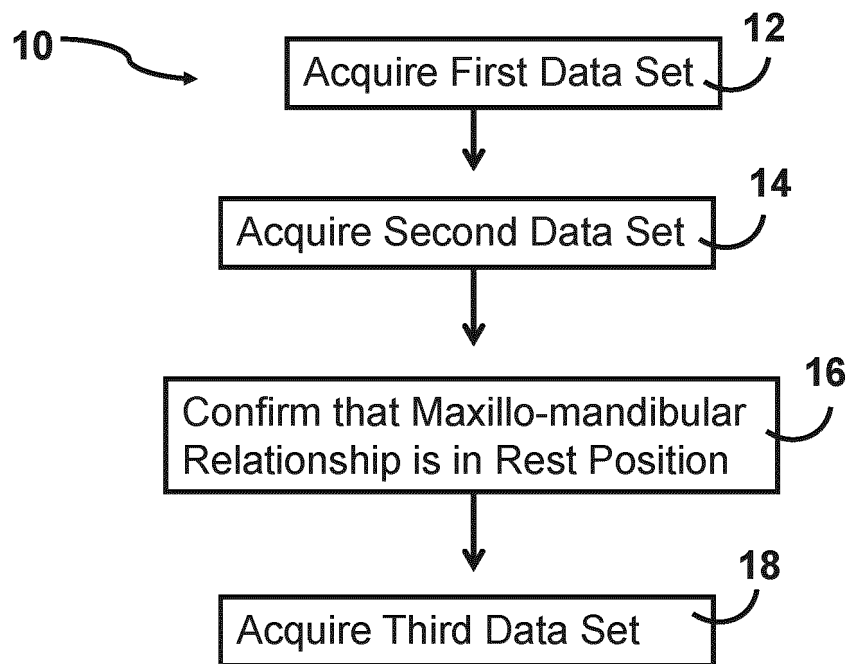 10
12
Acquire First Data Set
14
Acquire Second Data Set
16
Confirm that Maxillo-mandibular
Relationship is in Rest Position
18
Acquire Third Data Set